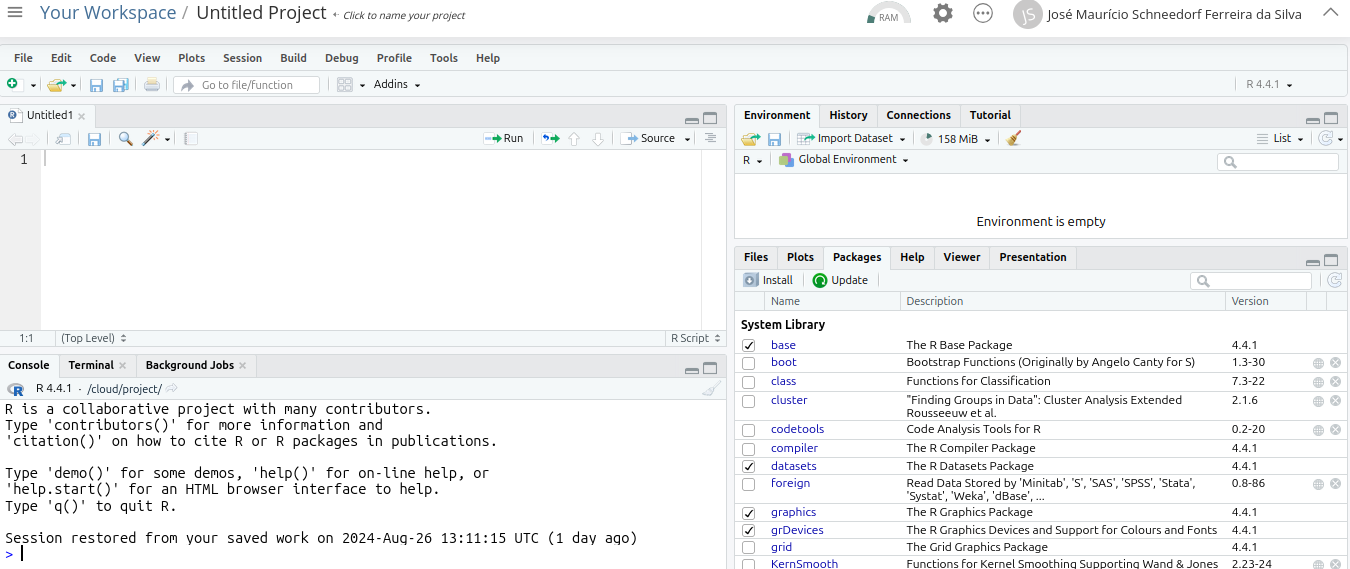 Your Workspace / Untitled Project ← Click to name your project
RAM
JS José Maurício Schneedorf Ferreira da Silva
File Edit Code View Plots Session Build Debug Profile Tools Help
Go to file/function Addins R 4.4.1
Untitled1
Run Source
1
1:1 (Top Level) R Script
Console Terminal Background Jobs
R 4.4.1 · /cloud/project/
R is a collaborative project with many contributors.
Type 'contributors()' for more information and
'citation()' on how to cite R or R packages in publications.
Type 'demo()' for some demos, 'help()' for on-line help, or
'help.start()' for an HTML browser interface to help.
Type 'q()' to quit R.
Session restored from your saved work on 2024-Aug-26 13:11:15 UTC (1 day ago)
>
Environment History Connections Tutorial
Import Dataset 158 MiB List
R Global Environment
Environment is empty
Files Plots Packages Help Viewer Presentation
Install Update
Name Description Version
System Library
base The R Base Package 4.4.1
boot Bootstrap Functions (Originally by Angelo Canty for S) 1.3-30
class Functions for Classification 7.3-22
cluster "Finding Groups in Data": Cluster Analysis Extended 2.1.6
Rousseeuw et al.
codetools Code Analysis Tools for R 0.2-20
compiler The R Compiler Package 4.4.1
datasets The R Datasets Package 4.4.1
foreign Read Data Stored by 'Minitab', 'S', 'SAS', 'SPSS', 'Stata', 0.8-86
'Systat', 'Weka', 'dBase', ...
graphics The R Graphics Package 4.4.1
grDevices The R Graphics Devices and Support for Colours and Fonts 4.4.1
grid The Grid Graphics Package 4.4.1
KernSmooth Functions for Kernel Smoothing Supporting Wand & Jones 2.23-24